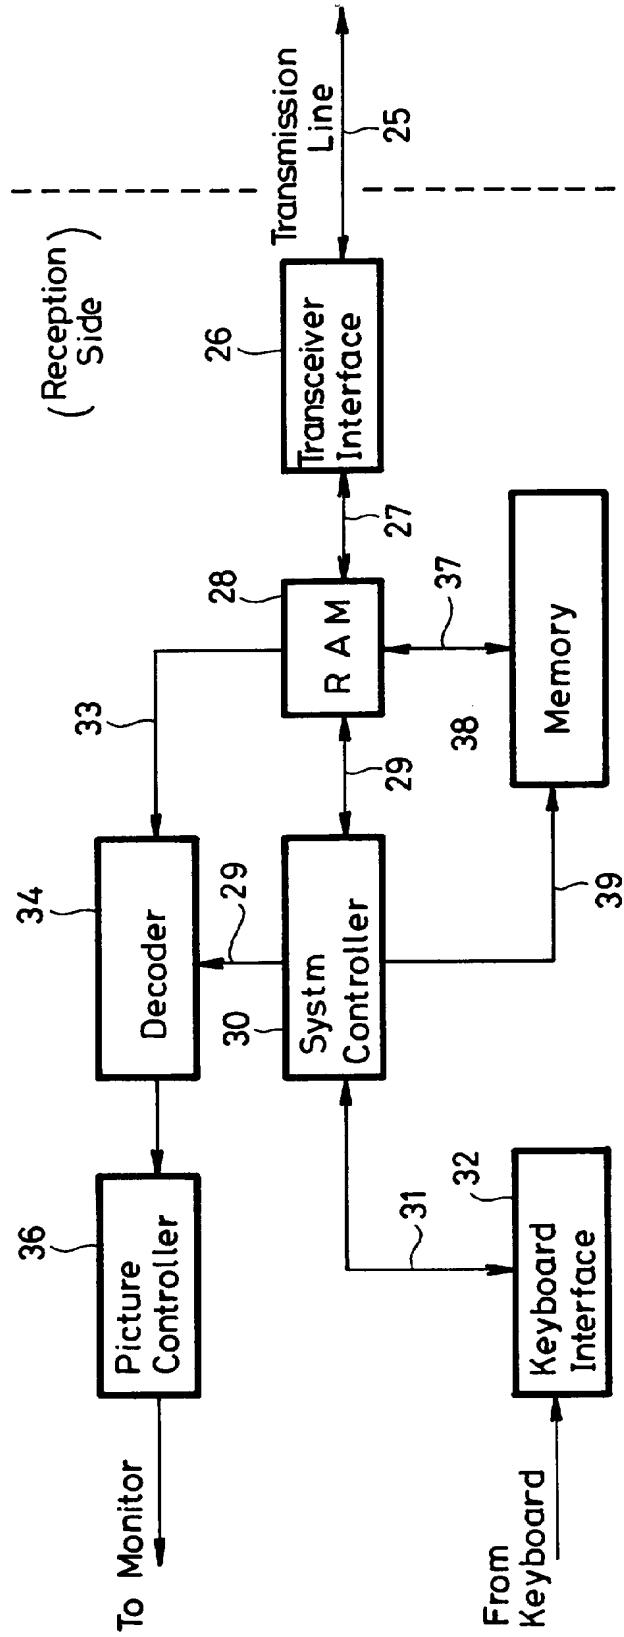 ( Reception
Side )
Transmission
Line
25
26
Transceiver
Interface
27
28
R A M
33
29
37
38
Memory
34
Decoder
29
30
Systm
Controller
39
36
Picture
Controller
31
32
Keyboard
Interface
To Monitor
From
Keyboard